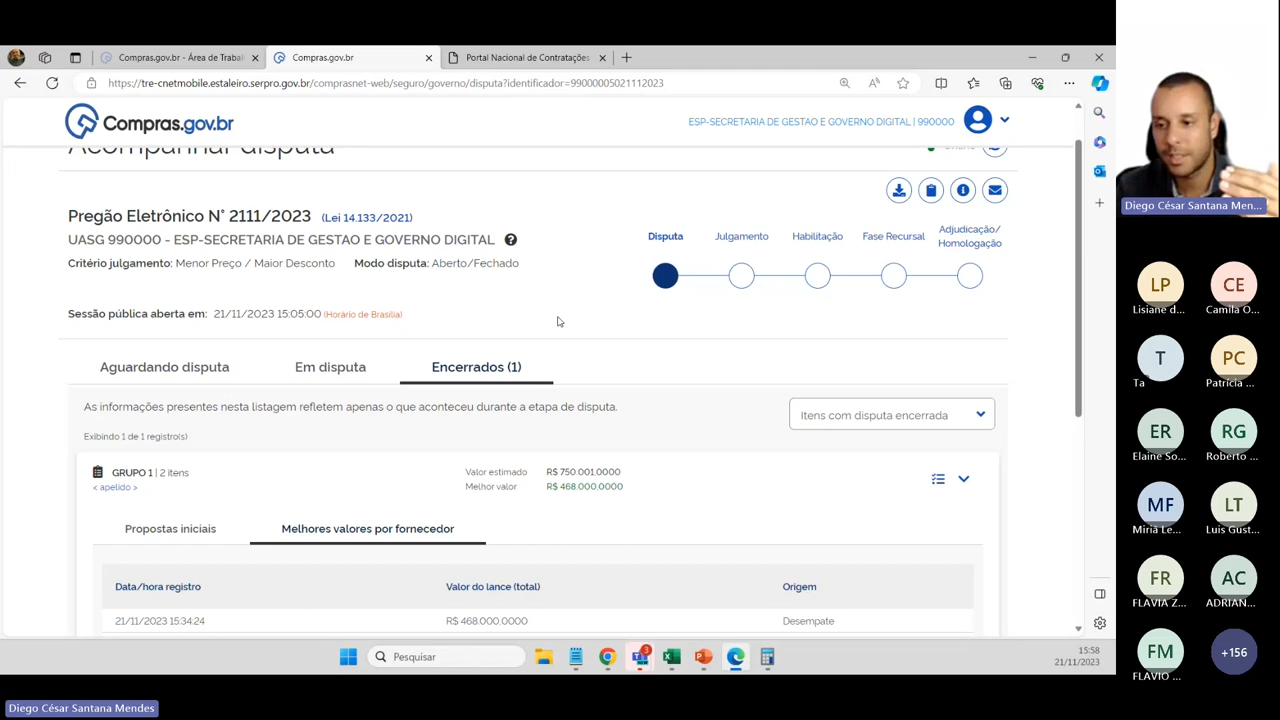 Compras.gov.br - Área de Trabal
Compras.gov.br
Portal Nacional de Contratações
https://tre-cnetmobile.estaleiro.serpro.gov.br/comprasnet-web/seguro/governo/disputa?identificador=99000005021112023
Compras.gov.br
ESP-SECRETARIA DE GESTAO E GOVERNO DIGITAL | 990000
Acompanhar disputa
Pregão Eletrônico N° 2111/2023 (Lei 14.133/2021)
UASG 990000 - ESP-SECRETARIA DE GESTAO E GOVERNO DIGITAL
Critério julgamento: Menor Preço / Maior Desconto Modo disputa: Aberto/Fechado
Disputa
Julgamento
Habilitação
Fase Recursal
Adjudicação/
Homologação
Sessão pública aberta em: 21/11/2023 15:05:00 (Horário de Brasília)
Aguardando disputa
Em disputa
Encerrados (1)
As informações presentes nesta listagem refletem apenas o que aconteceu durante a etapa de disputa.
Itens com disputa encerrada
Exibindo 1 de 1 registro(s)
GRUPO 1 | 2 itens
< apelido >
Valor estimado R$ 750.001,0000
Melhor valor R$ 468.000,0000
Propostas iniciais
Melhores valores por fornecedor
Data/hora registro
Valor do lance (total)
Origem
21/11/2023 15:34:24
R$ 468.000,0000
Desempate
Pesquisar
3
15:58
21/11/2023
Diego César Santana Mendes
Diego César Santana Men...
LP
Lisiane d...
CE
Camila O...
T
Ta
PC
Patrícia ...
ER
Elaine So...
RG
Roberto ...
MF
Miriã Le...
LT
Luis Gust...
FR
FLAVIA Z...
AC
ADRIAN...
FM
FLAVIO ...
+156